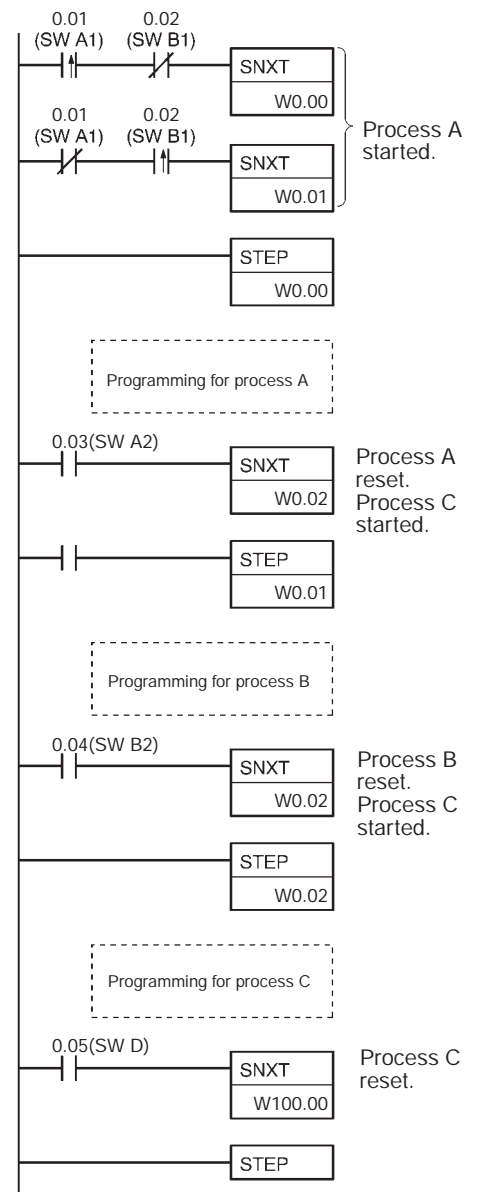 0.01 0.02
(SW A1) (SW B1)
SNXT
W0.00
0.01 0.02
(SW A1) (SW B1)
SNXT
W0.01
Process A
started.
STEP
W0.00
Programming for process A
0.03(SW A2)
SNXT
W0.02
Process A
reset.
Process C
started.
STEP
W0.01
Programming for process B
0.04(SW B2)
SNXT
W0.02
Process B
reset.
Process C
started.
STEP
W0.02
Programming for process C
0.05(SW D)
SNXT
W100.00
Process C
reset.
STEP